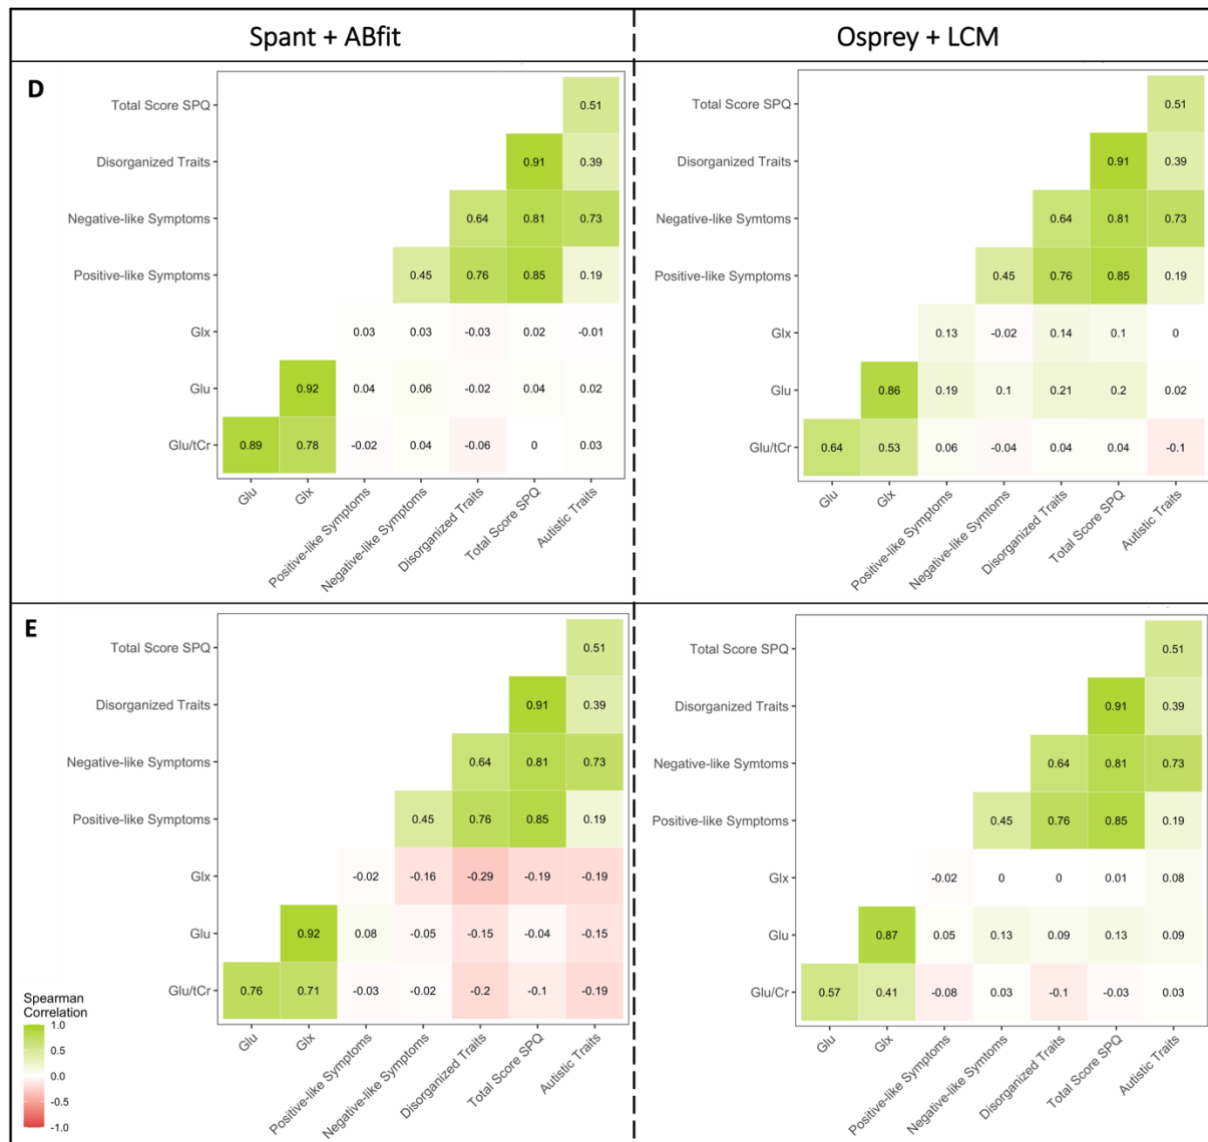 Spant + ABfit
Osprey + LCM
D
Total Score SPQ 0.51
Disorganized Traits 0.91 0.39
Negative-like Symptoms 0.64 0.81 0.73
Positive-like Symptoms 0.45 0.76 0.85 0.19
Glx 0.03 0.03 -0.03 0.02 -0.01
Glu 0.92 0.04 0.06 -0.02 0.04 0.02
Glu/tCr 0.89 0.78 -0.02 0.04 -0.06 0 0.03
Glu Glx Positive-like Symptoms Negative-like Symptoms Disorganized Traits Total Score SPQ Autistic Traits
Total Score SPQ 0.51
Disorganized Traits 0.91 0.39
Negative-like Symtoms 0.64 0.81 0.73
Positive-like Symptoms 0.45 0.76 0.85 0.19
Glx 0.13 -0.02 0.14 0.1 0
Glu 0.86 0.19 0.1 0.21 0.2 0.02
Glu/tCr 0.64 0.53 0.06 -0.04 0.04 0.04 -0.1
Glu Glx Positive-like Symptoms Negative-like Symtoms Disorganized Traits Total Score SPQ Autistic Traits
E
Total Score SPQ 0.51
Disorganized Traits 0.91 0.39
Negative-like Symptoms 0.64 0.81 0.73
Positive-like Symptoms 0.45 0.76 0.85 0.19
Glx -0.02 -0.16 -0.29 -0.19 -0.19
Glu 0.92 0.08 -0.05 -0.15 -0.04 -0.15
Glu/tCr 0.76 0.71 -0.03 -0.02 -0.2 -0.1 -0.19
Glu Glx Positive-like Symptoms Negative-like Symptoms Disorganized Traits Total Score SPQ Autistic Traits
Spearman
Correlation
1.0
0.5
0.0
-0.5
-1.0
Total Score SPQ 0.51
Disorganized Traits 0.91 0.39
Negative-like Symtoms 0.64 0.81 0.73
Positive-like Symptoms 0.45 0.76 0.85 0.19
Glx -0.02 0 0 0.01 0.08
Glu 0.87 0.05 0.13 0.09 0.13 0.09
Glu/Cr 0.57 0.41 -0.08 0.03 -0.1 -0.03 0.03
Glu Glx Positive-like Symptoms Negative-like Symtoms Disorganized Traits Total Score SPQ Autistic Traits